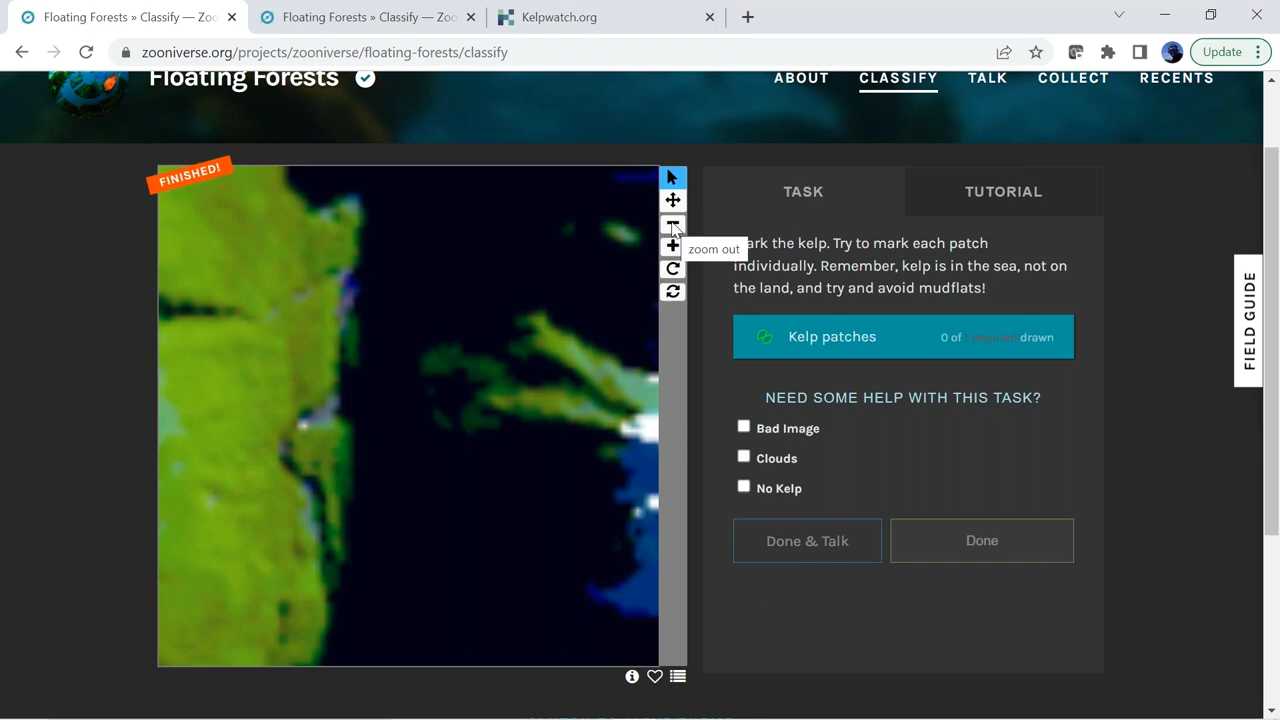 Floating Forests » Classify — Zoo
Floating Forests » Classify — Zoo
Kelpwatch.org
zooniverse.org/projects/zooniverse/floating-forests/classify
Update
Floating Forests
ABOUT
CLASSIFY
TALK
COLLECT
RECENTS
FINISHED!
zoom out
TASK
TUTORIAL
ark the kelp. Try to mark each patch
individually. Remember, kelp is in the sea, not on
the land, and try and avoid mudflats!
Kelp patches
0 of 1 required drawn
NEED SOME HELP WITH THIS TASK?
Bad Image
Clouds
No Kelp
Done & Talk
Done
FIELD GUIDE